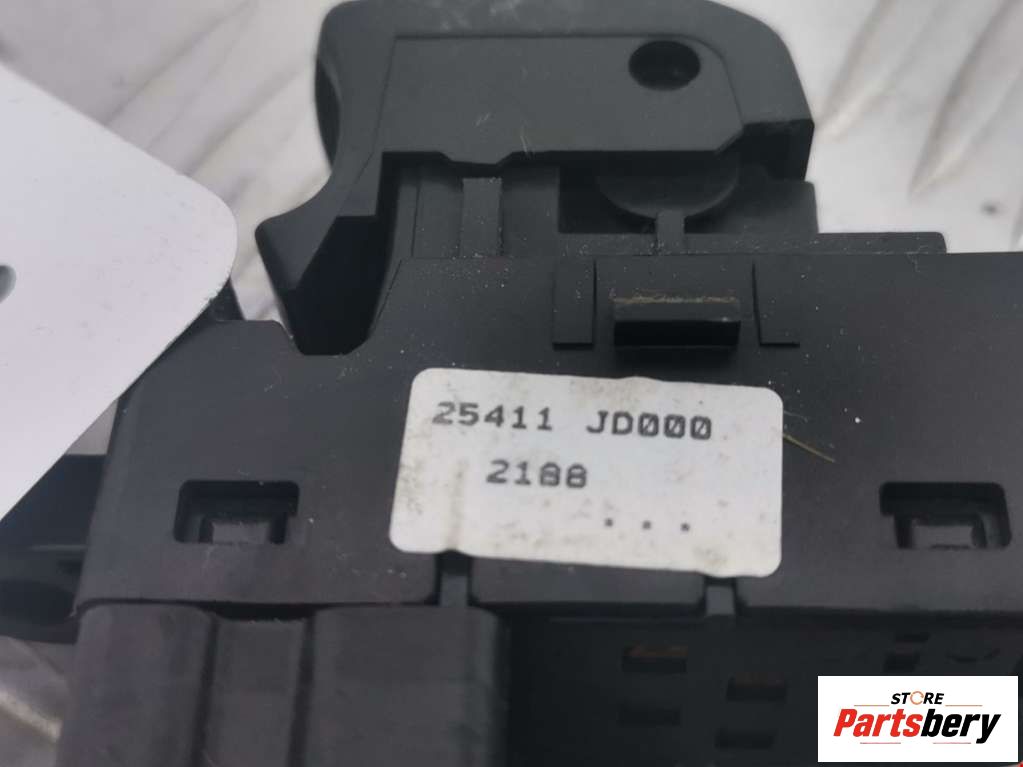 25411 JD000
2188
...
STORE
Partsbery